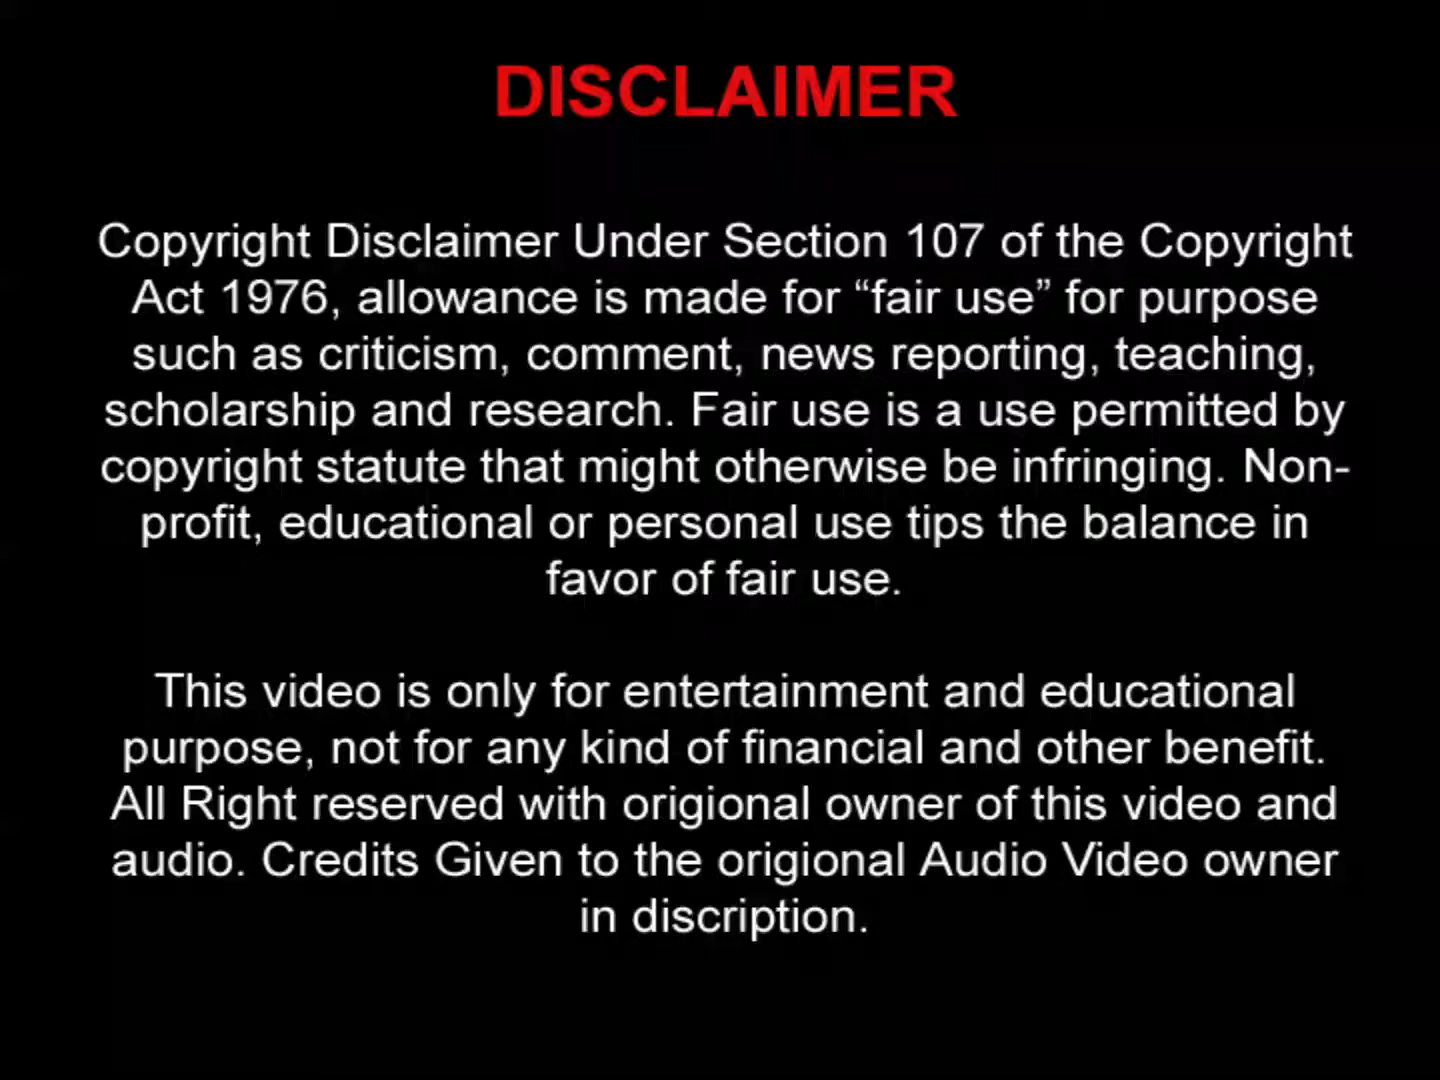 DISCLAIMER
Copyright Disclaimer Under Section 107 of the Copyright
Act 1976, allowance is made for “fair use” for purpose
such as criticism, comment, news reporting, teaching,
scholarship and research. Fair use is a use permitted by
copyright statute that might otherwise be infringing. Non-
profit, educational or personal use tips the balance in
favor of fair use.
This video is only for entertainment and educational
purpose, not for any kind of financial and other benefit.
All Right reserved with origional owner of this video and
audio. Credits Given to the origional Audio Video owner
in discription.